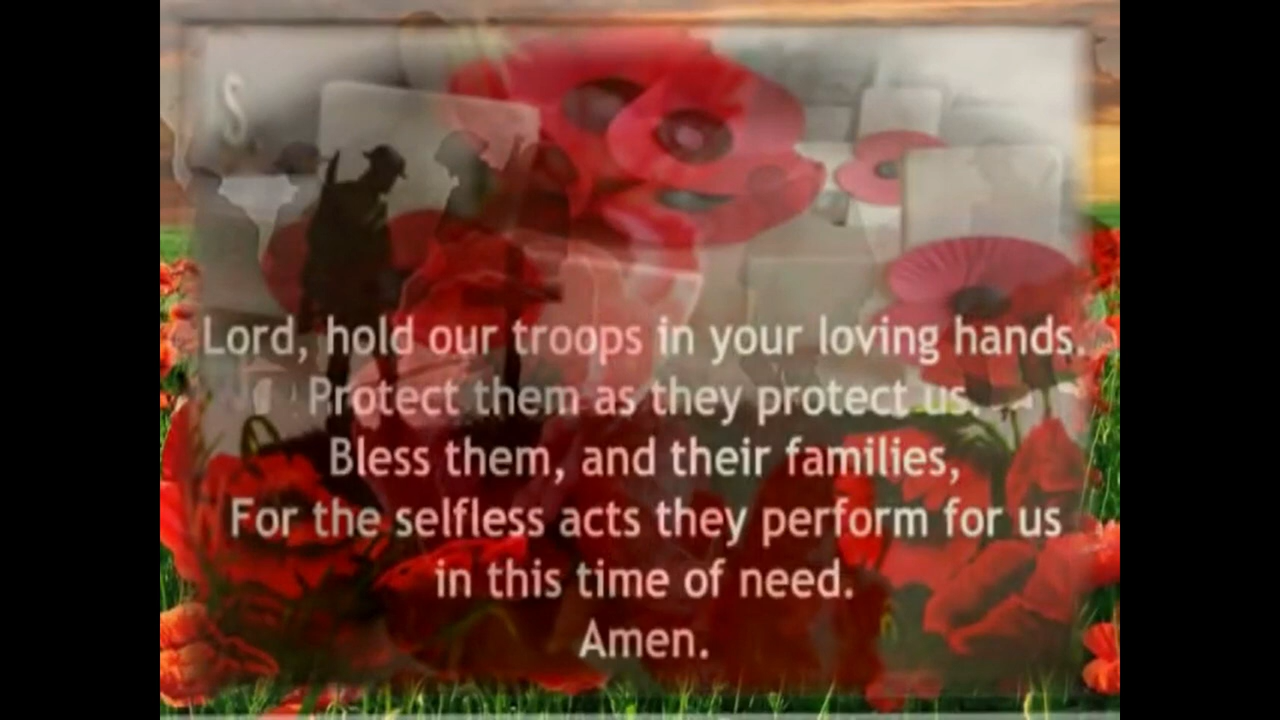 S
Lord, hold our troops in your loving hands.
Protect them as they protect us.
Bless them, and their families,
For the selfless acts they perform for us
in this time of need.
Amen.